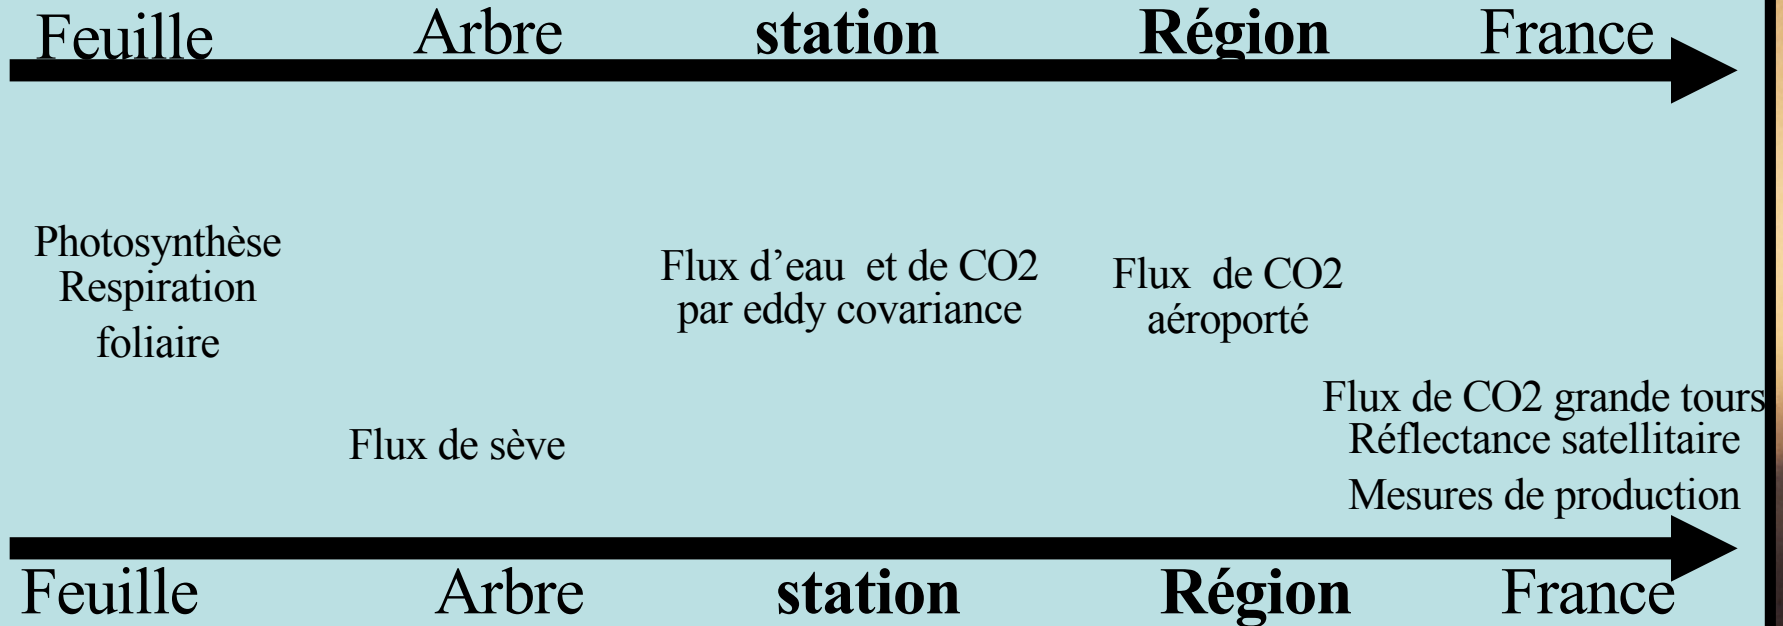 Feuille
Arbre
station
Région
France
Photosynthèse
Respiration
foliaire
Flux de sève
Flux d’eau et de CO2
par eddy covariance
Flux de CO2
aéroporté
Flux de CO2 grande tours
Réflectance satellitaire
Mesures de production
Feuille
Arbre
station
Région
France